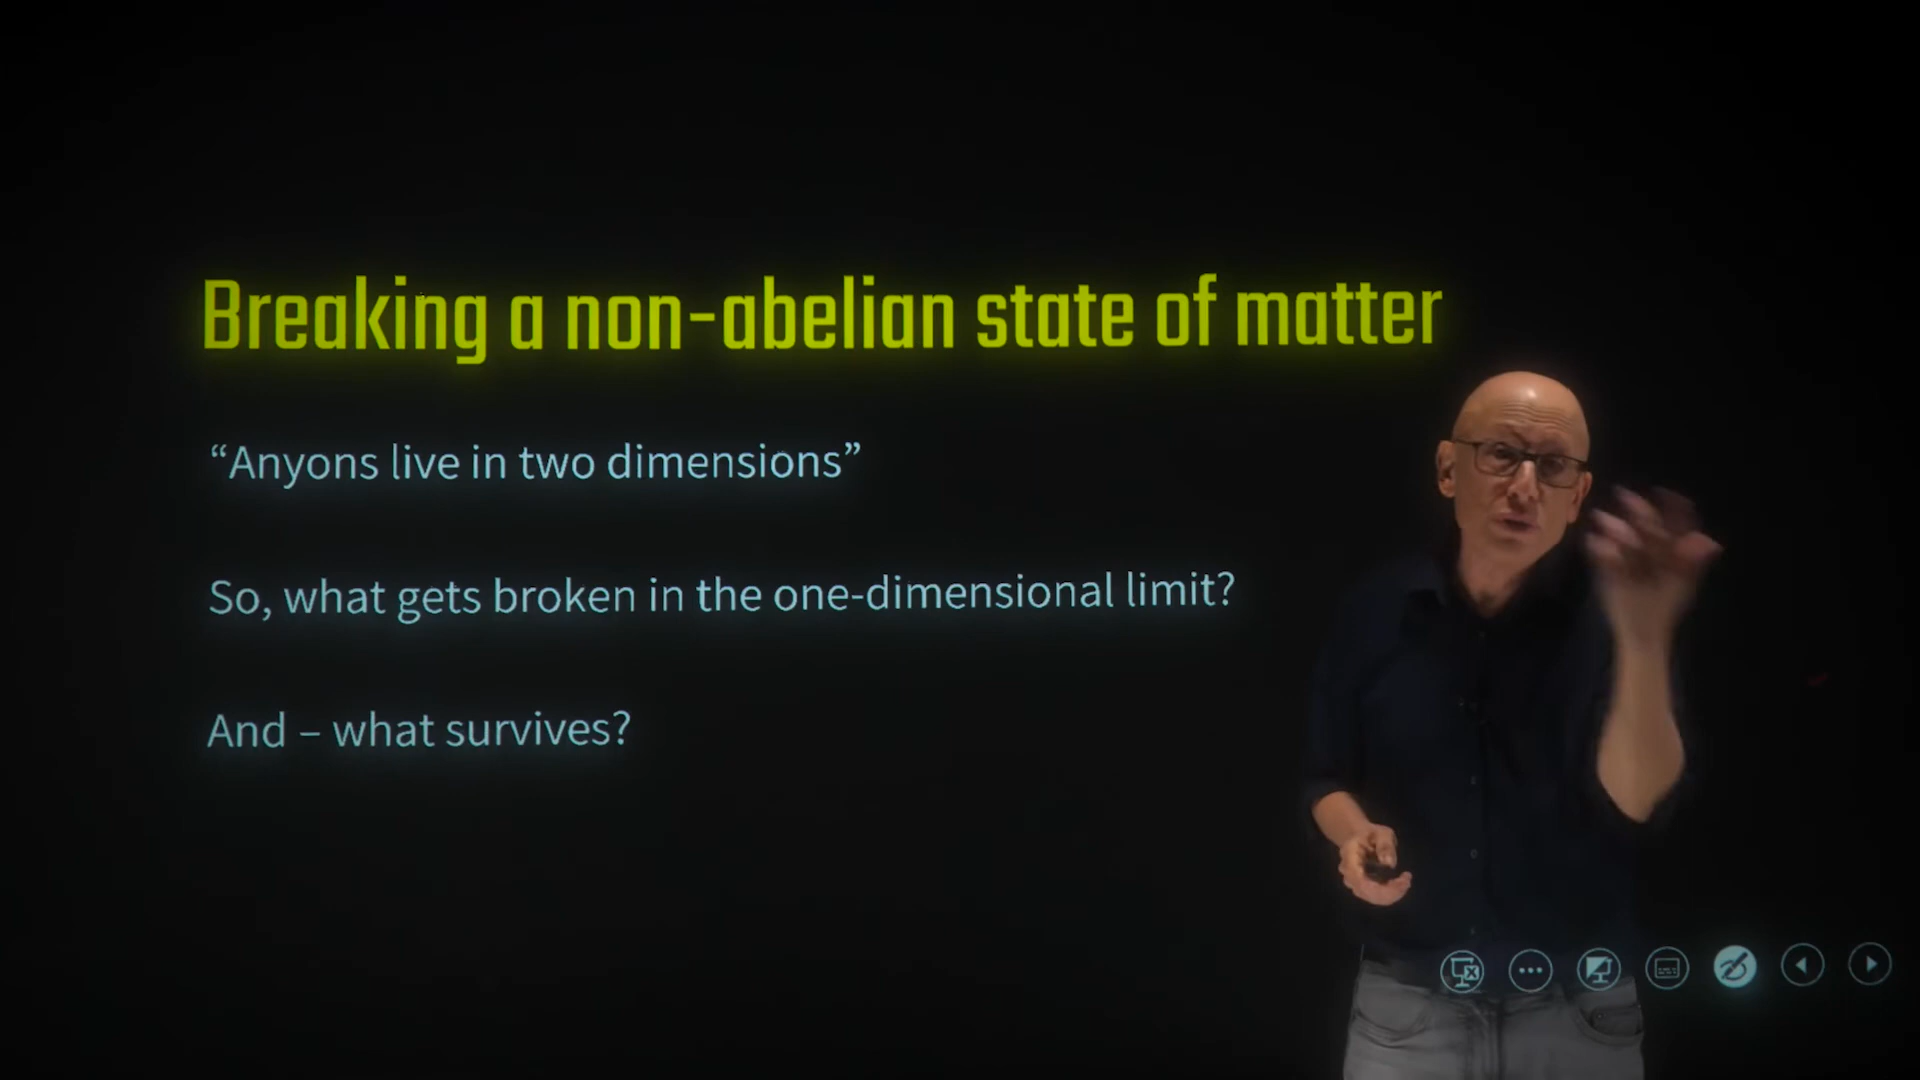 Breaking a non-abelian state of matter
“Anyons live in two dimensions”
So, what gets broken in the one-dimensional limit?
And – what survives?